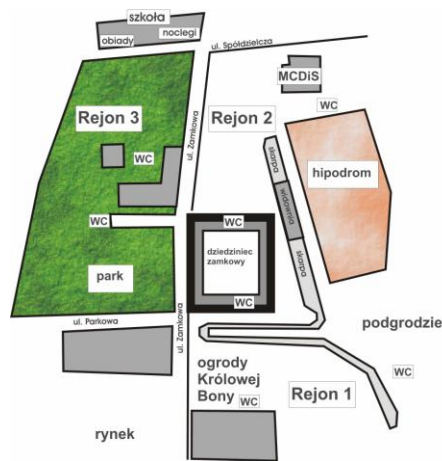 szkoła
obiady
noclegi
ul. Spółdzielcza
MCDiS
WC
Rejon 3
ul. Zamkowa
Rejon 2
WC
skarpa
widownia
skarpa
hipodrom
WC
WC
dziedziniec
zamkowy
WC
park
ul. Parkowa
ul. Zamkowa
podgrodzie
ogrody
Królowej
Bony
WC
Rejon 1
WC
rynek